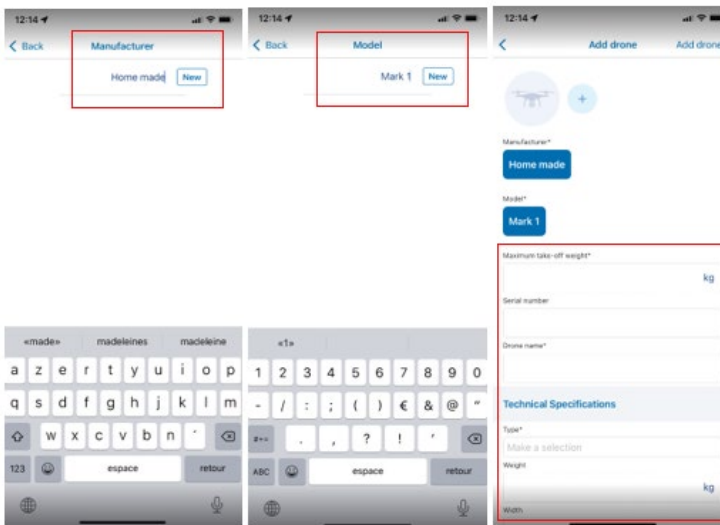 12:14
Back
Manufacturer
Home made
New
«made»
madeleines
madeleine
a z e r t y u i o p
q s d f g h j k l m
w x c v b n ´
123
espace
retour
12:14
Back
Model
Mark 1
New
«1»
1 2 3 4 5 6 7 8 9 0
- / : ; ( ) € & @ "
#+= . , ? ! ′
ABC
espace
retour
12:14
Add drone
Add drone
Manufacturer*
Home made
Model*
Mark 1
Maximum take-off weight*
kg
Serial number
Drone name*
Technical Specifications
Type*
Make a selection
Weight
kg
Width